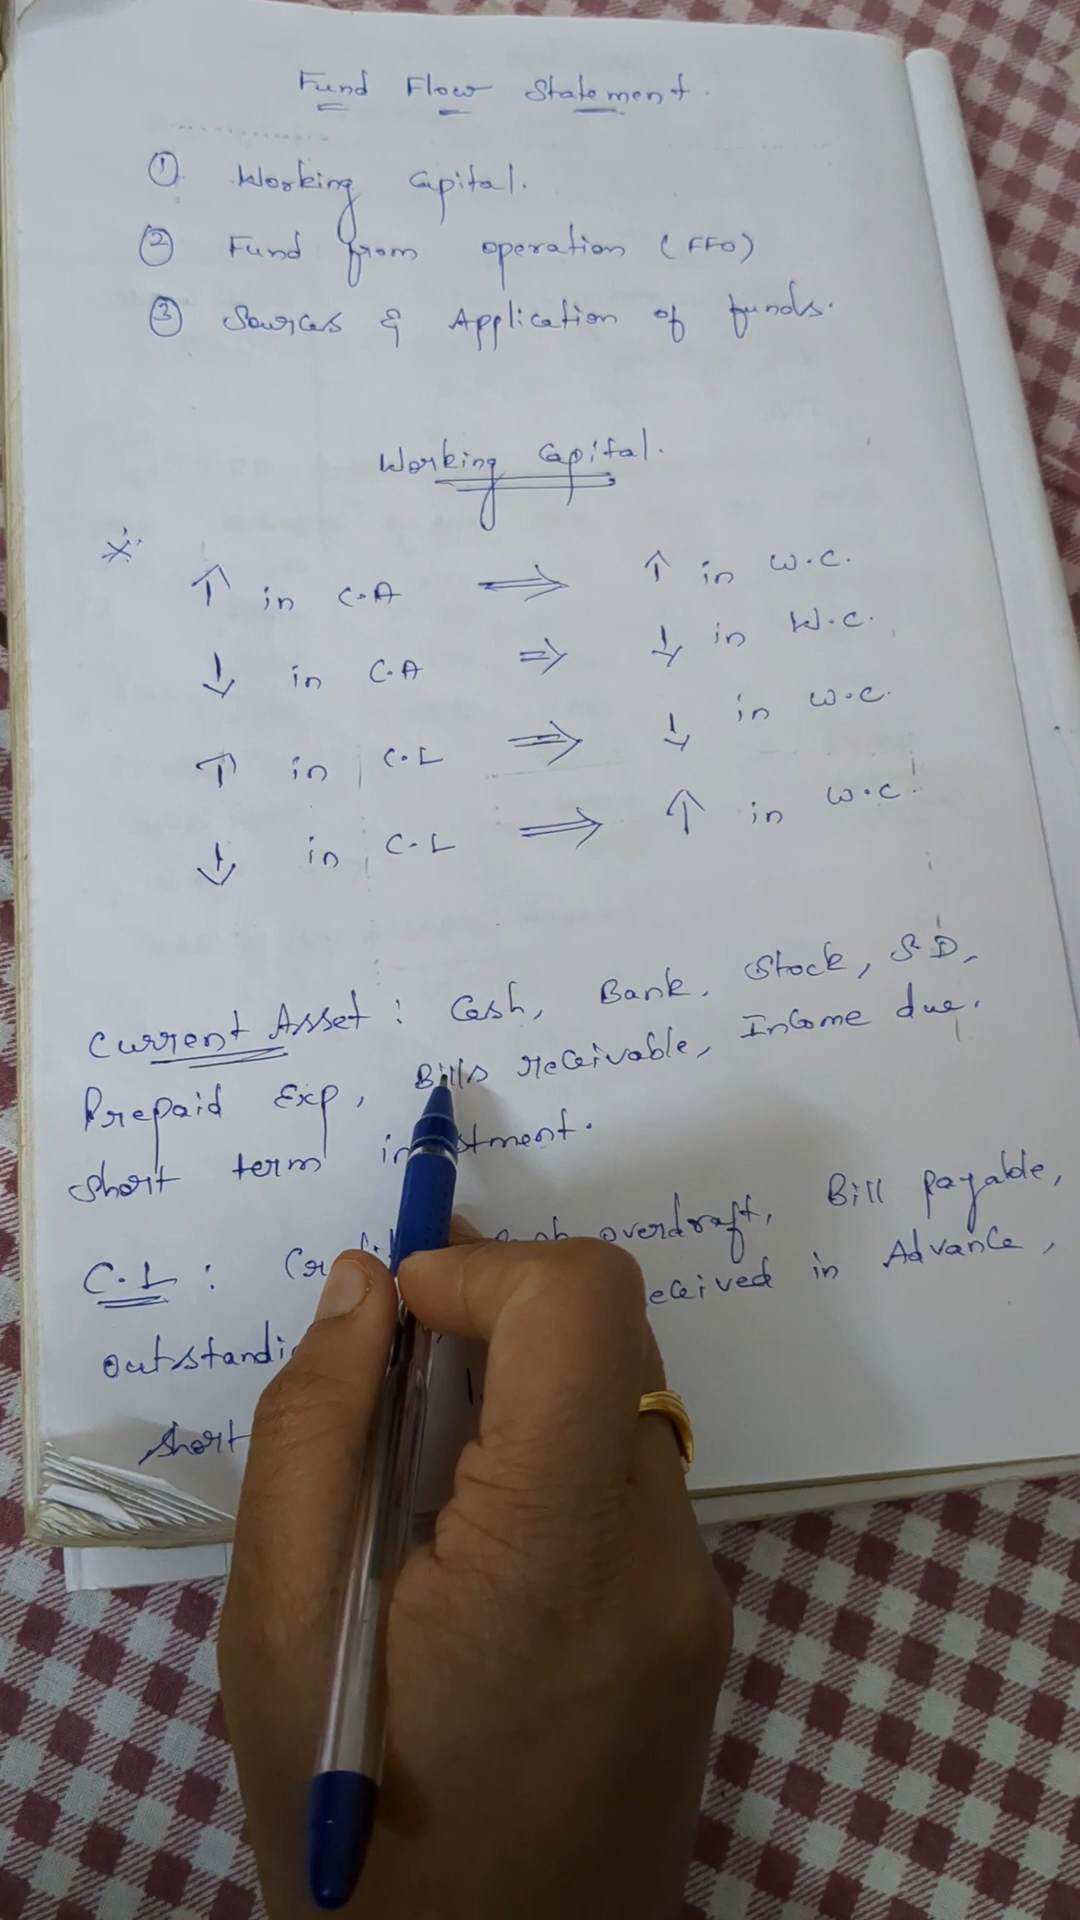 Fund Flow Statement.
① Working Capital.
② Fund from operation (FFO)
③ Sources & Application of funds.
Working Capital.
↑ in C.A ⇒ ↑ in W.C.
↓ in C.A ⇒ ↓ in W.C.
↑ in C.L ⇒ ↓ in W.C.
↓ in C.L ⇒ ↑ in W.C.
Current Asset : Cash, Bank, Stock, S.D,
Prepaid Exp, Bills receivable, Income due,
Short term
C.L : overdraft, Bill payable,
in Advance,
Short